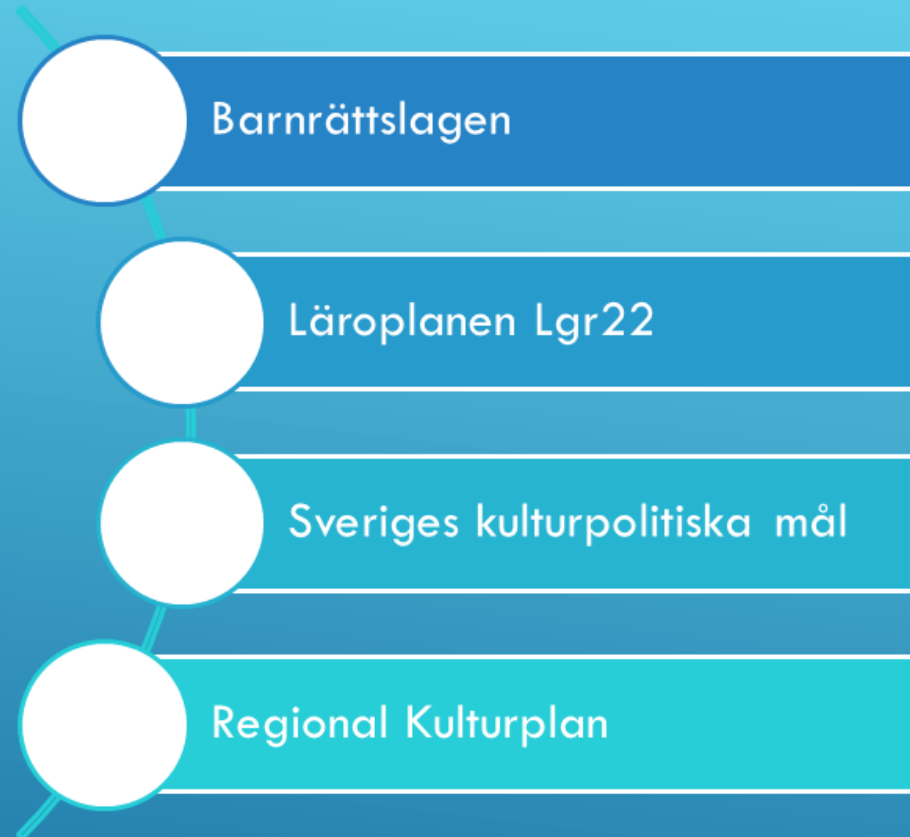 Barnrättslagen
Läroplanen Lgr22
Sveriges kulturpolitiska mål
Regional Kulturplan